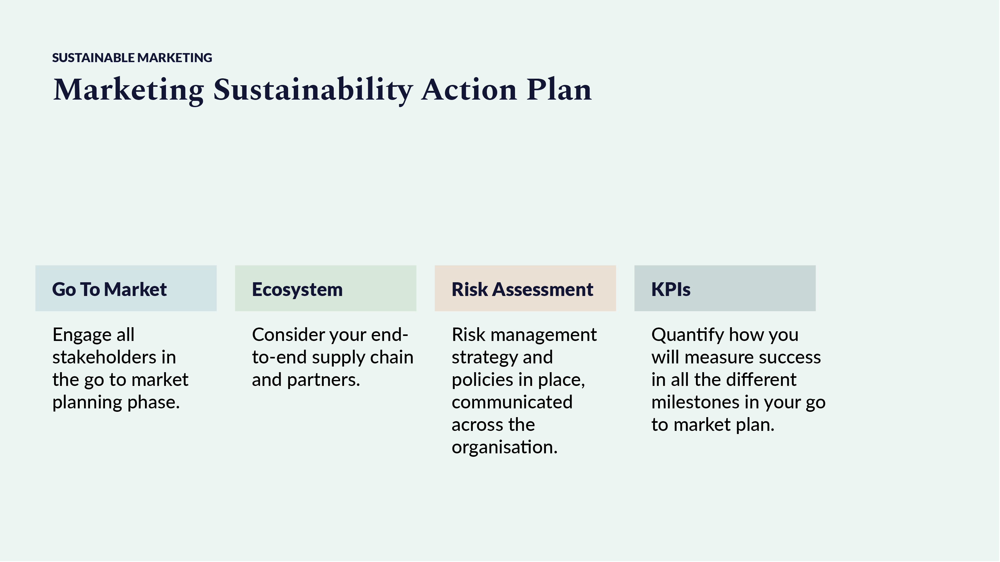 SUSTAINABLE MARKETING
Marketing Sustainability Action Plan
Go To Market
Engage all
stakeholders in
the go to market
planning phase.
Ecosystem
Consider your end-
to-end supply chain
and partners.
Risk Assessment
Risk management
strategy and
policies in place,
communicated
across the
organisation.
KPIs
Quantify how you
will measure success
in all the different
milestones in your go
to market plan.